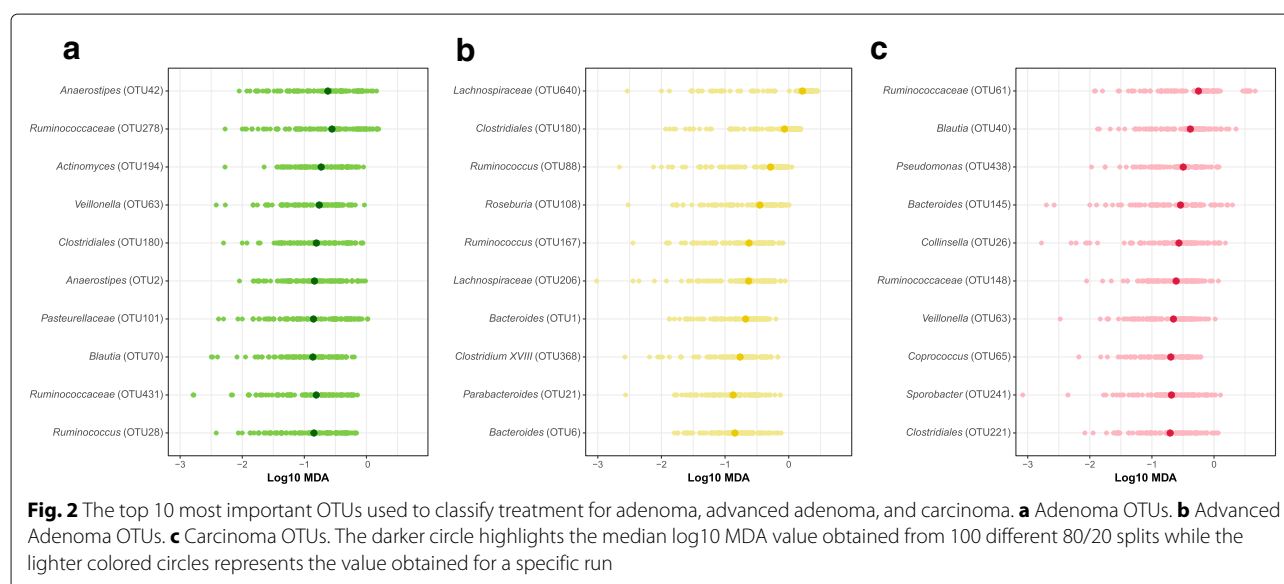 a
Anaerostipes (OTU42)
Ruminococcaceae (OTU278)
Actinomyces (OTU194)
Veillonella (OTU63)
Clostridiales (OTU180)
Anaerostipes (OTU2)
Pasteurellaceae (OTU101)
Blautia (OTU70)
Ruminococcaceae (OTU431)
Ruminococcus (OTU28)
−3 −2 −1 0
Log10 MDA
b
Lachnospiraceae (OTU640)
Clostridiales (OTU180)
Ruminococcus (OTU88)
Roseburia (OTU108)
Ruminococcus (OTU167)
Lachnospiraceae (OTU206)
Bacteroides (OTU1)
Clostridium XVIII (OTU368)
Parabacteroides (OTU21)
Bacteroides (OTU6)
−3 −2 −1 0
Log10 MDA
c
Ruminococcaceae (OTU61)
Blautia (OTU40)
Pseudomonas (OTU438)
Bacteroides (OTU145)
Collinsella (OTU26)
Ruminococcaceae (OTU148)
Veillonella (OTU63)
Coprococcus (OTU65)
Sporobacter (OTU241)
Clostridiales (OTU221)
−3 −2 −1 0
Log10 MDA
Fig. 2 The top 10 most important OTUs used to classify treatment for adenoma, advanced adenoma, and carcinoma. a Adenoma OTUs. b Advanced
Adenoma OTUs. c Carcinoma OTUs. The darker circle highlights the median log10 MDA value obtained from 100 different 80/20 splits while the
lighter colored circles represents the value obtained for a specific run